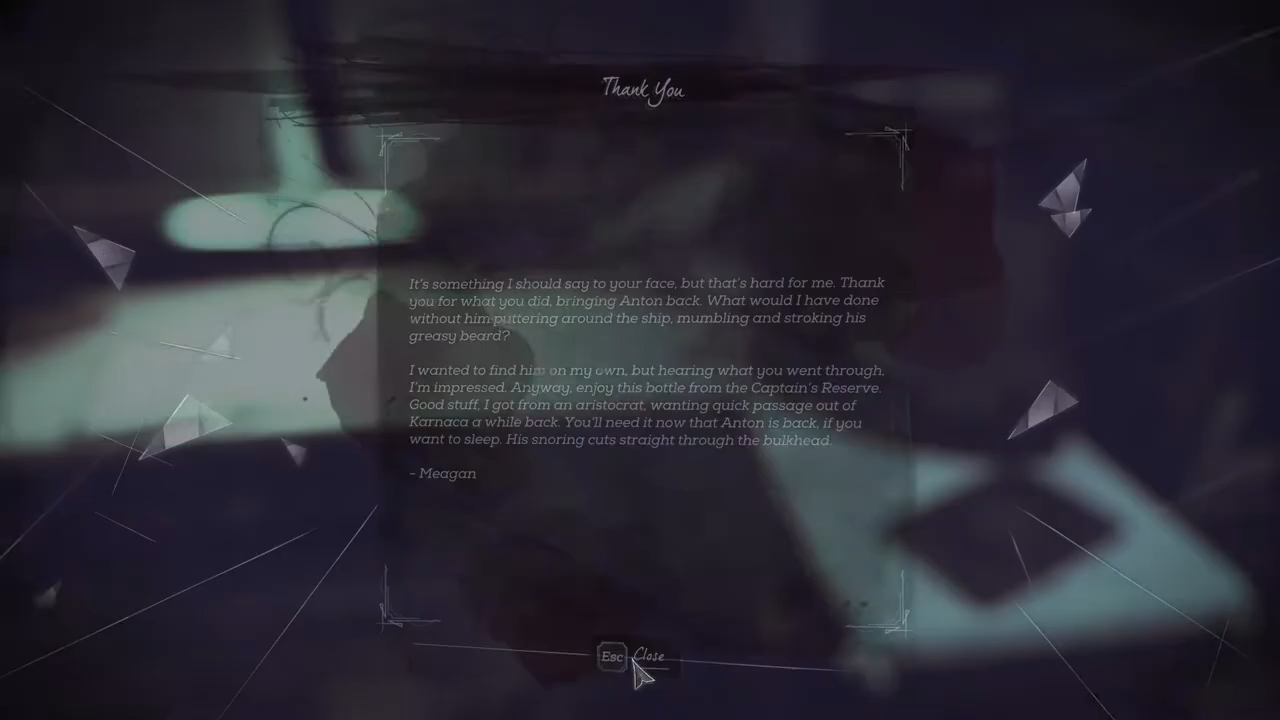 Thank You
It's something I should say to your face, but that's hard for me. Thank
you for what you did, bringing Anton back. What would I have done
without him puttering around the ship, mumbling and stroking his
greasy beard?
I wanted to find him on my own, but hearing what you went through,
I'm impressed. Anyway, enjoy this bottle from the Captain's Reserve.
Good stuff, I got from an aristocrat, wanting quick passage out of
Karnaca a while back. You'll need it now that Anton is back, if you
want to sleep. His snoring cuts straight through the bulkhead.
- Meagan
Esc Close